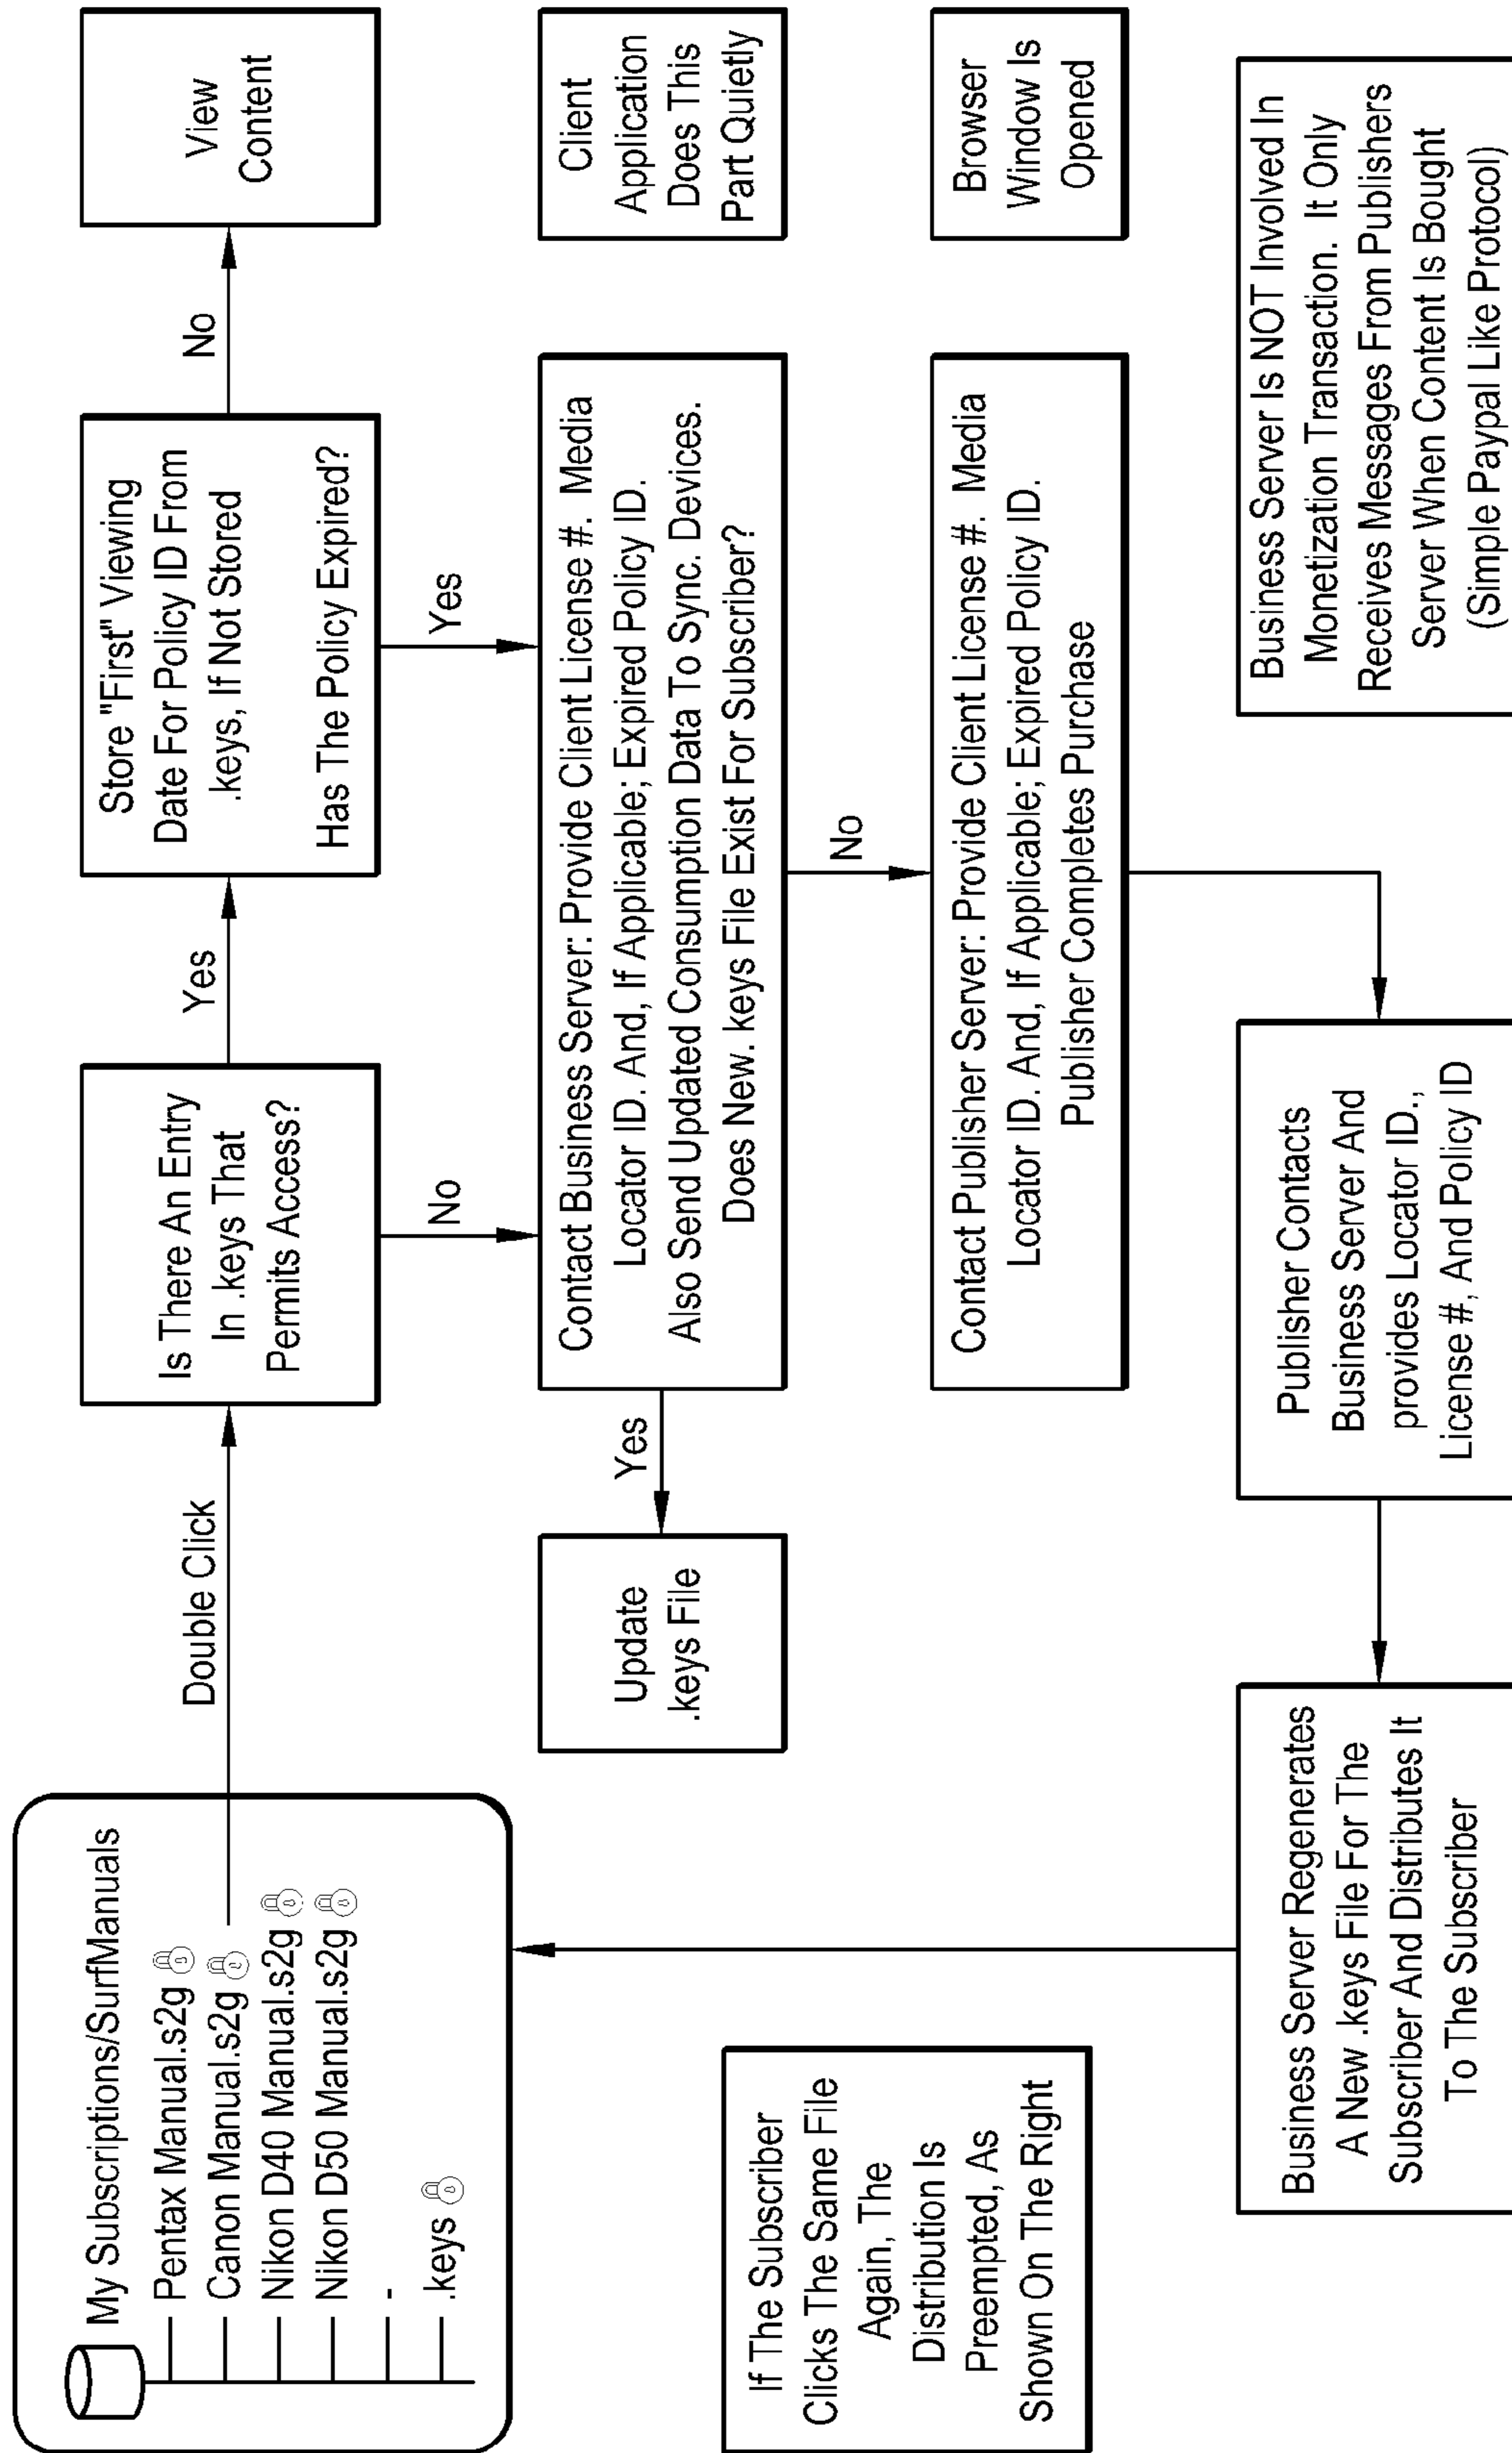 My Subscriptions/SurfManuals
Pentax Manual.s2g
Canon Manual.s2g
Nikon D40 Manual.s2g
Nikon D50 Manual.s2g
-
.keys
Double Click
Is There An Entry
In .keys That
Permits Access?
Yes
No
Store "First" Viewing
Date For Policy ID From
.keys, If Not Stored
Has The Policy Expired?
No
Yes
View
Content
Update
.keys File
Yes
Contact Business Server: Provide Client License #. Media
Locator ID. And, If Applicable; Expired Policy ID.
Also Send Updated Consumption Data To Sync. Devices.
Does New. keys File Exist For Subscriber?
No
Client
Application
Does This
Part Quietly
If The Subscriber
Clicks The Same File
Again, The
Distribution Is
Preempted, As
Shown On The Right
Contact Publisher Server: Provide Client License #. Media
Locator ID. And, If Applicable; Expired Policy ID.
Publisher Completes Purchase
Browser
Window Is
Opened
Business Server Regenerates
A New .keys File For The
Subscriber And Distributes It
To The Subscriber
Publisher Contacts
Business Server And
provides Locator ID.,
License #, And Policy ID
Business Server Is NOT Involved In
Monetization Transaction. It Only
Receives Messages From Publishers
Server When Content Is Bought
(Simple Paypal Like Protocol)